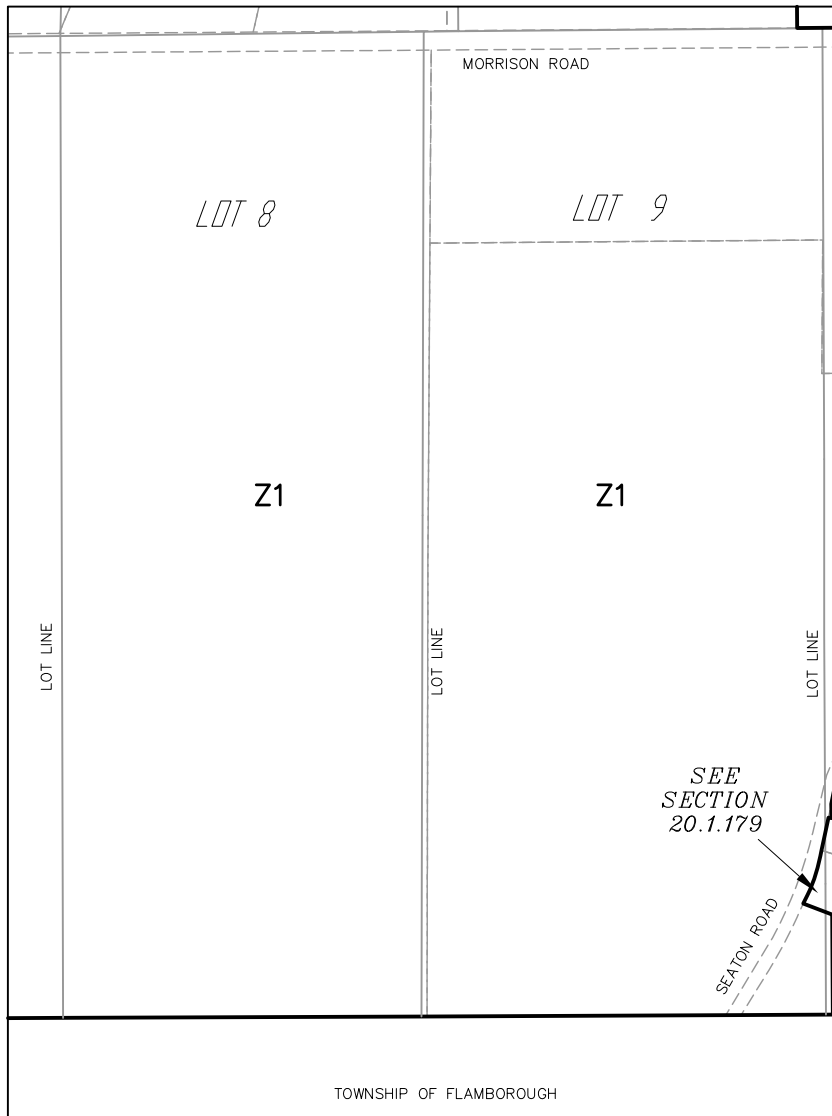 MORRISON ROAD
LOT 8
LOT 9
Z1
Z1
LOT LINE
LOT LINE
LOT LINE
SEE
SECTION
20.1.179
SEATON ROAD
TOWNSHIP OF FLAMBOROUGH